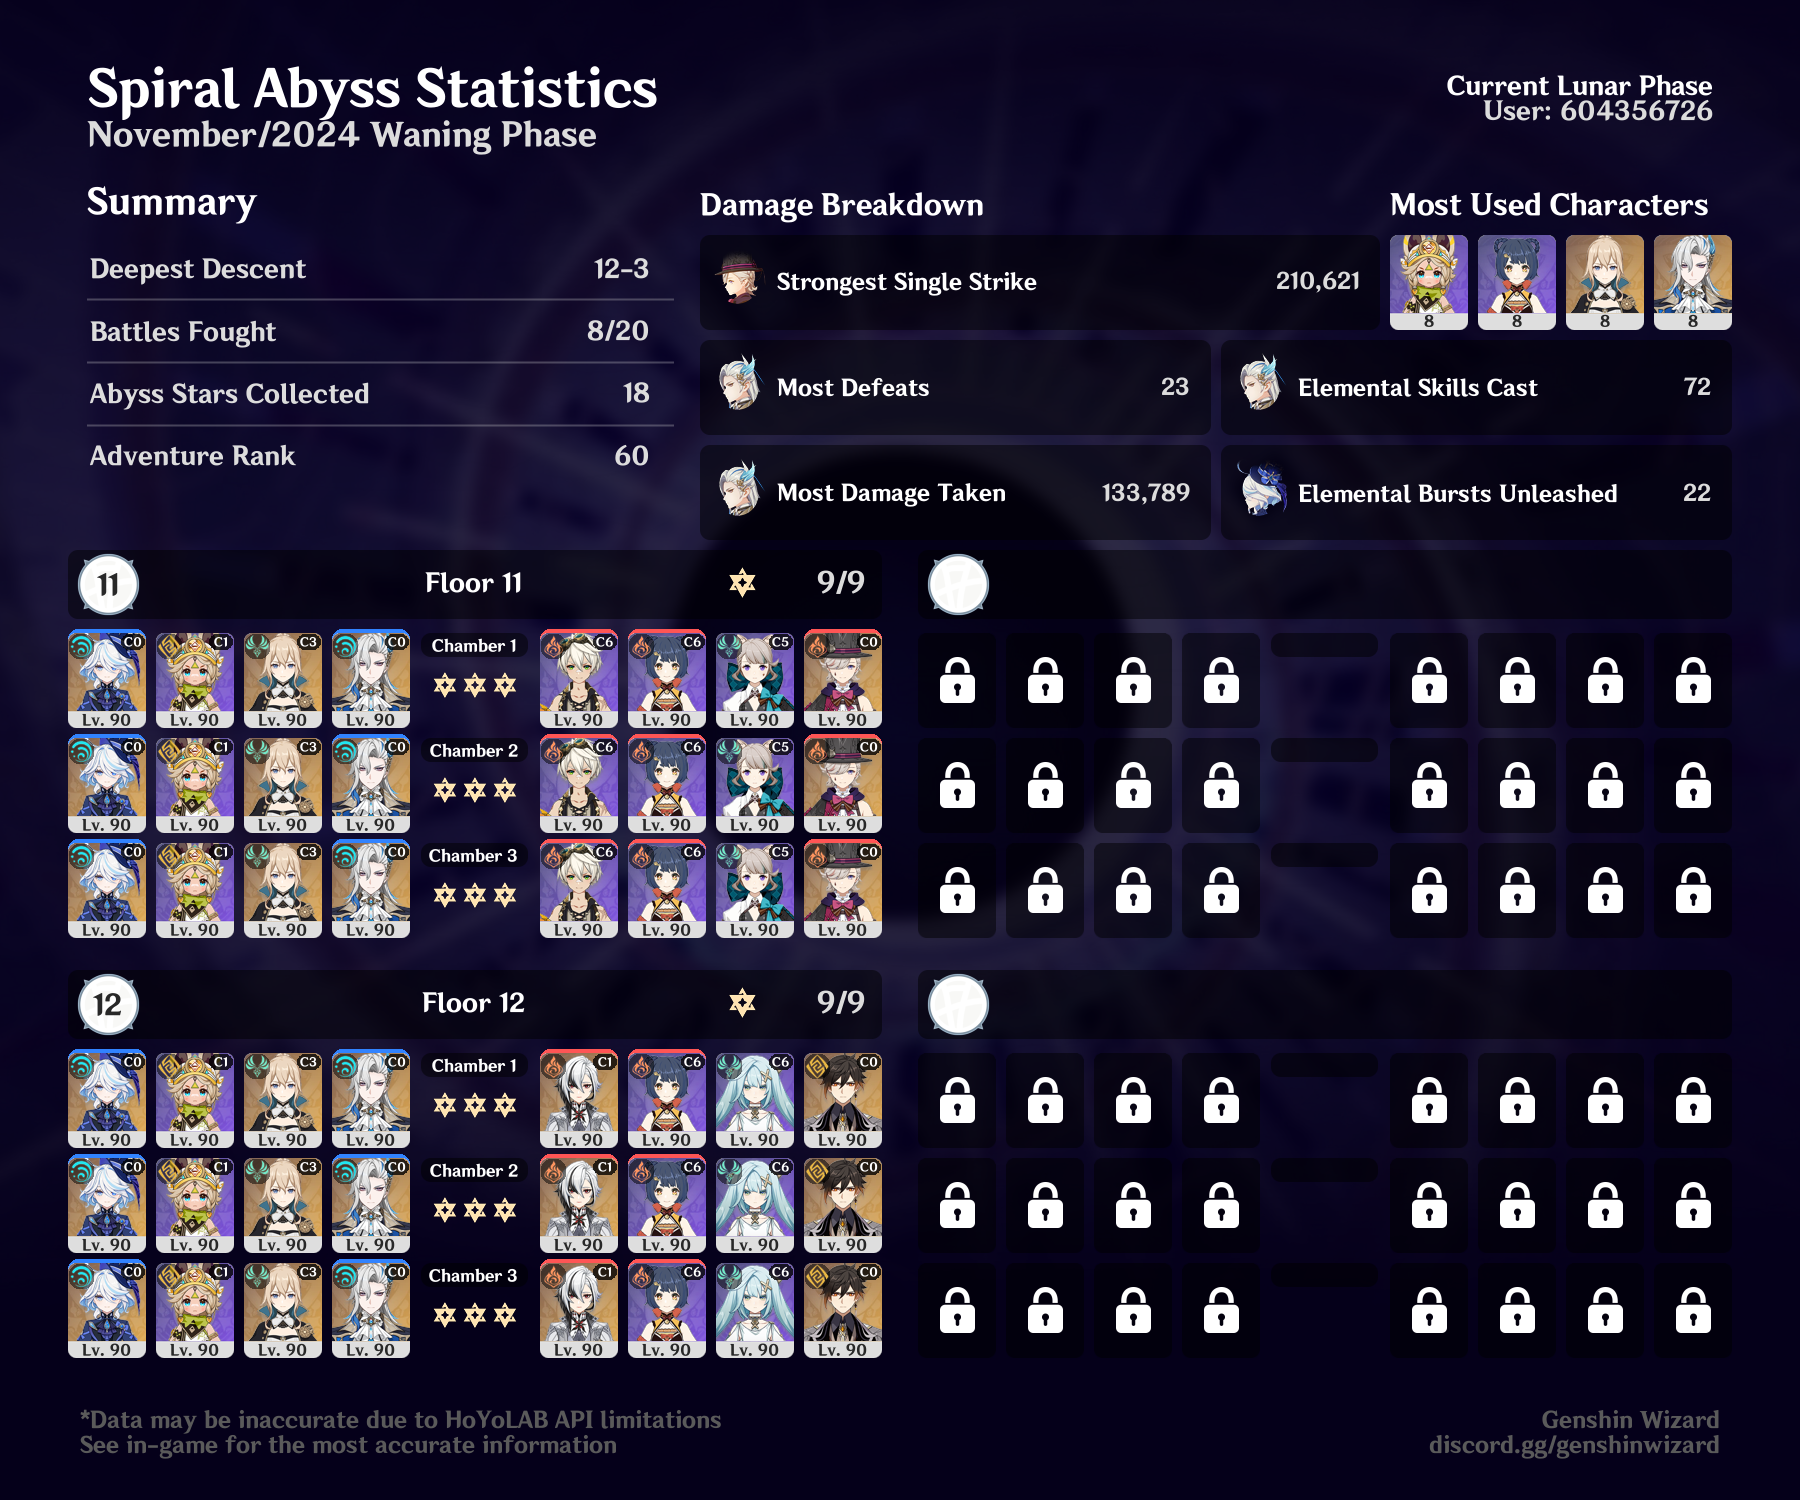 Spiral Abyss Statistics
November/2024 Waning Phase
Current Lunar Phase
User: 604356726
Summary
Deepest Descent 12-3
Battles Fought 8/20
Abyss Stars Collected 18
Adventure Rank 60
Damage Breakdown
Strongest Single Strike 210,621
Most Defeats 23
Elemental Skills Cast 72
Most Damage Taken 133,789
Elemental Bursts Unleashed 22
Most Used Characters
8 8 8 8
11 Floor 11 9/9
C0 C1 C3 C0 Chamber 1 C6 C6 C5 C0
Lv. 90 Lv. 90 Lv. 90 Lv. 90 Lv. 90 Lv. 90 Lv. 90 Lv. 90
C0 C1 C3 C0 Chamber 2 C6 C6 C5 C0
Lv. 90 Lv. 90 Lv. 90 Lv. 90 Lv. 90 Lv. 90 Lv. 90 Lv. 90
C0 C1 C3 C0 Chamber 3 C6 C6 C5 C0
Lv. 90 Lv. 90 Lv. 90 Lv. 90 Lv. 90 Lv. 90 Lv. 90 Lv. 90
12 Floor 12 9/9
C0 C1 C3 C0 Chamber 1 C1 C6 C6 C0
Lv. 90 Lv. 90 Lv. 90 Lv. 90 Lv. 90 Lv. 90 Lv. 90 Lv. 90
C0 C1 C3 C0 Chamber 2 C1 C6 C6 C0
Lv. 90 Lv. 90 Lv. 90 Lv. 90 Lv. 90 Lv. 90 Lv. 90 Lv. 90
C0 C1 C3 C0 Chamber 3 C1 C6 C6 C0
Lv. 90 Lv. 90 Lv. 90 Lv. 90 Lv. 90 Lv. 90 Lv. 90 Lv. 90
*Data may be inaccurate due to HoYoLAB API limitations
See in-game for the most accurate information
Genshin Wizard
discord.gg/genshinwizard